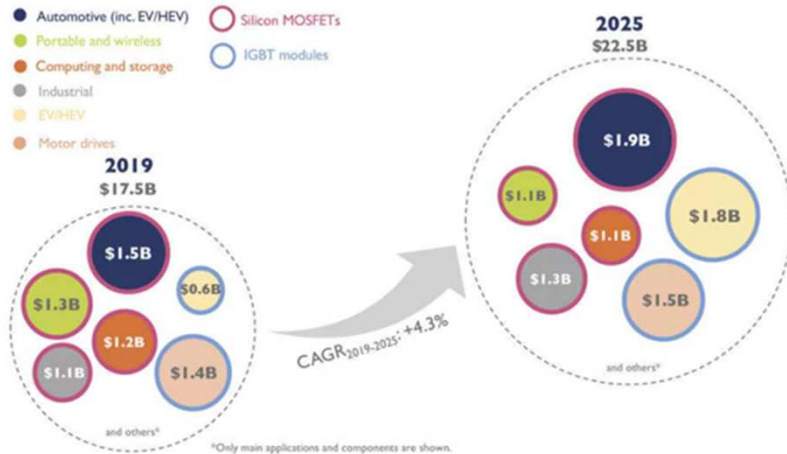 Automotive (inc. EV/HEV)
Portable and wireless
Computing and storage
Industrial
EV/HEV
Motor drives
Silicon MOSFETs
IGBT modules
2019
$17.5B
$1.5B
$1.3B
$0.6B
$1.2B
$1.1B
$1.4B
and others*
CAGR2019-2025: +4.3%
2025
$22.5B
$1.9B
$1.1B
$1.8B
$1.1B
$1.3B
$1.5B
and others*
*Only main applications and components are shown.